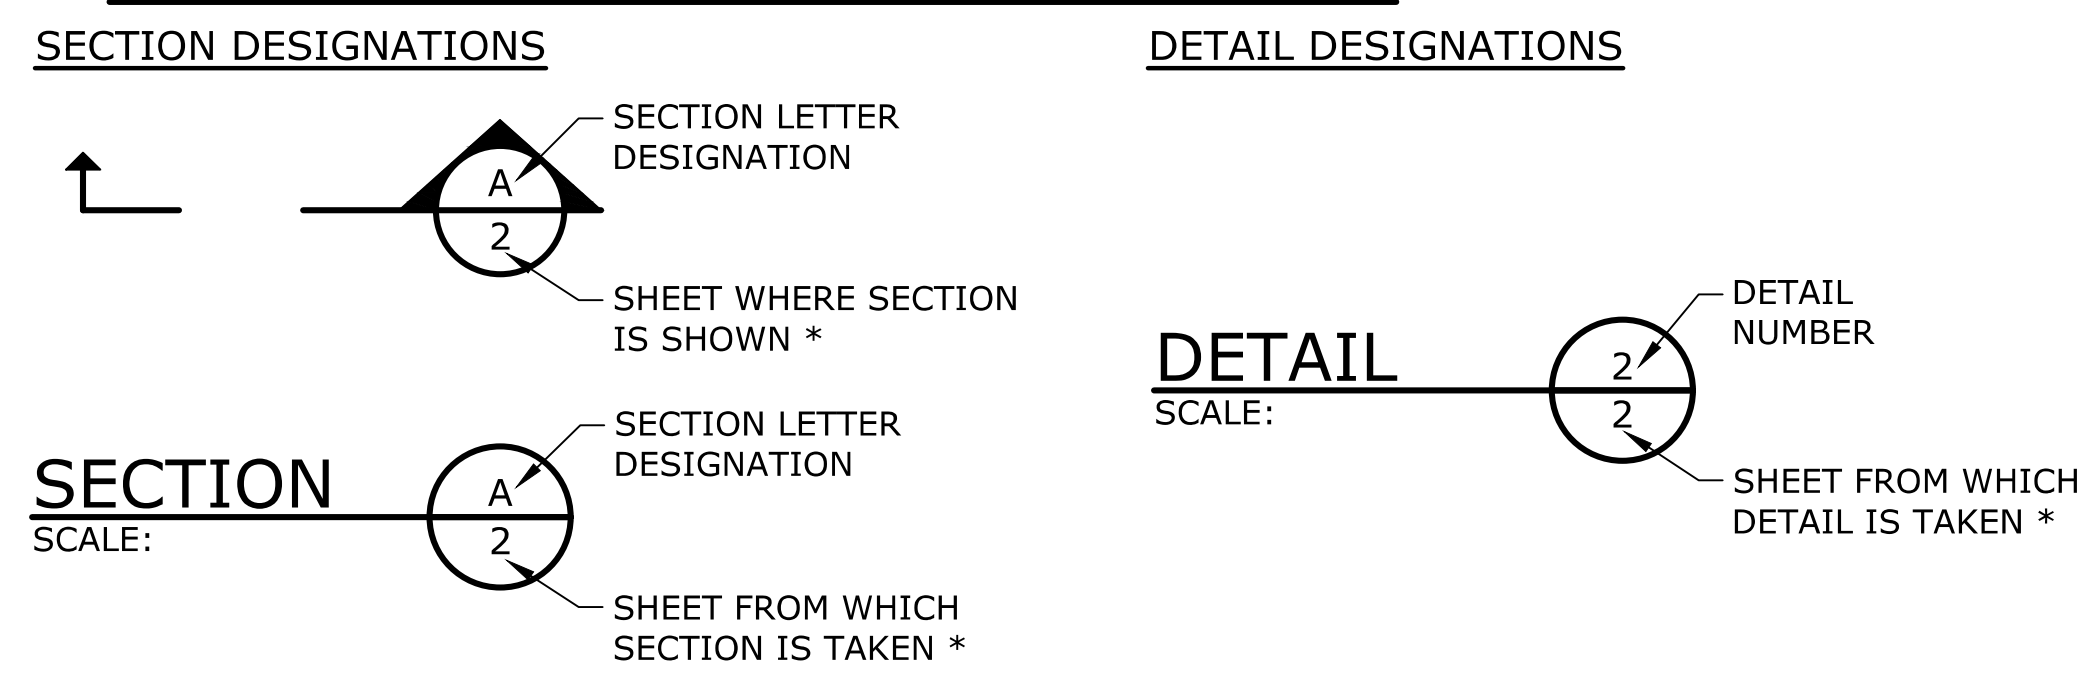 SECTION DESIGNATIONS
SECTION LETTER
DESIGNATION
A
2
SHEET WHERE SECTION
IS SHOWN *
SECTION LETTER
DESIGNATION
SECTION
A
SCALE:
2
SHEET FROM WHICH
SECTION IS TAKEN *
DETAIL DESIGNATIONS
DETAIL
NUMBER
DETAIL
2
SCALE:
2
SHEET FROM WHICH
DETAIL IS TAKEN *